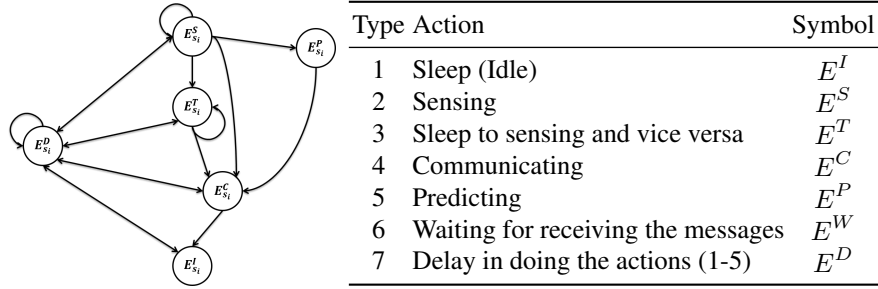 E^S_{s_i}
E^P_{s_i}
E^T_{s_i}
E^D_{s_i}
E^C_{s_i}
E^I_{s_i}
Type Action Symbol
1 Sleep (Idle) E^I
2 Sensing E^S
3 Sleep to sensing and vice versa E^T
4 Communicating E^C
5 Predicting E^P
6 Waiting for receiving the messages E^W
7 Delay in doing the actions (1-5) E^D